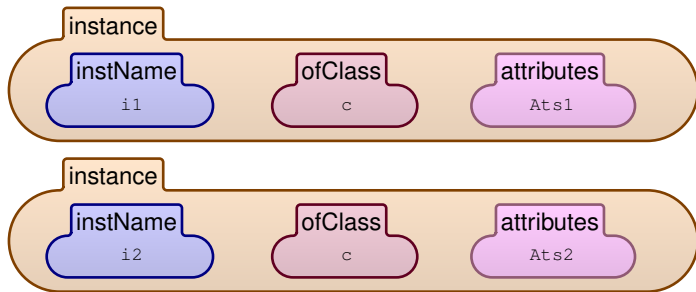 instance
instName ofClass attributes
i1 c Ats1
instance
instName ofClass attributes
i2 c Ats2